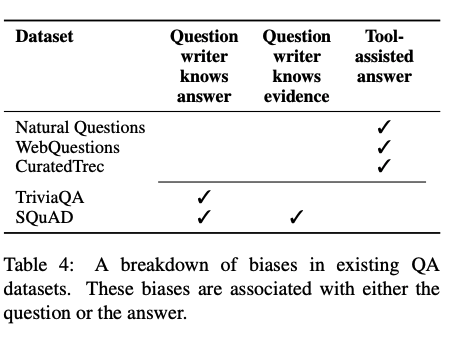 Dataset Question Question Tool-
writer writer assisted
knows knows answer
answer evidence
Natural Questions ✓
WebQuestions ✓
CuratedTrec ✓
TriviaQA ✓
SQuAD ✓ ✓
Table 4: A breakdown of biases in existing QA
datasets. These biases are associated with either the
question or the answer.